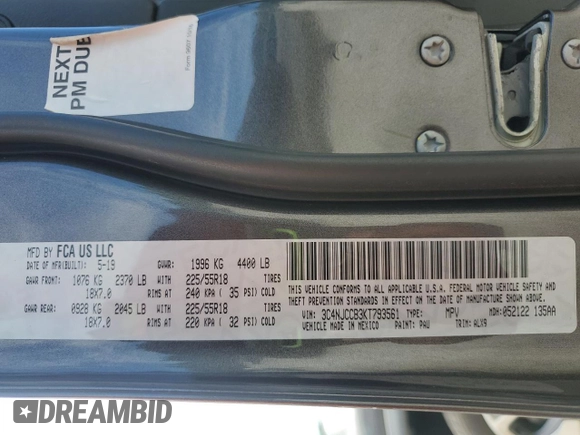 NEXT
PM DUE
Form 9807
MFD BY FCA US LLC
DATE OF MFR(BUILT): 5-19 GVWR: 1996 KG 4400 LB
GAWR FRONT: 1076 KG 2370 LB WITH 225/55R18 TIRES
18X7.0 RIMS AT 240 KPA ( 35 PSI) COLD
GAWR REAR: 0928 KG 2045 LB WITH 225/55R18 TIRES
18X7.0 RIMS AT 220 KPA ( 32 PSI) COLD
THIS VEHICLE CONFORMS TO ALL APPLICABLE U.S.A. FEDERAL MOTOR VEHICLE SAFETY AND
THEFT PREVENTION STANDARDS IN EFFECT ON THE DATE OF MANUFACTURE SHOWN ABOVE.
VIN: 3C4NJCCB3KT793561 TYPE: MPV MDH: 052122 135AA
VEHICLE MADE IN MEXICO PAINT: PAU TRIM: ALX9
DREAMBID